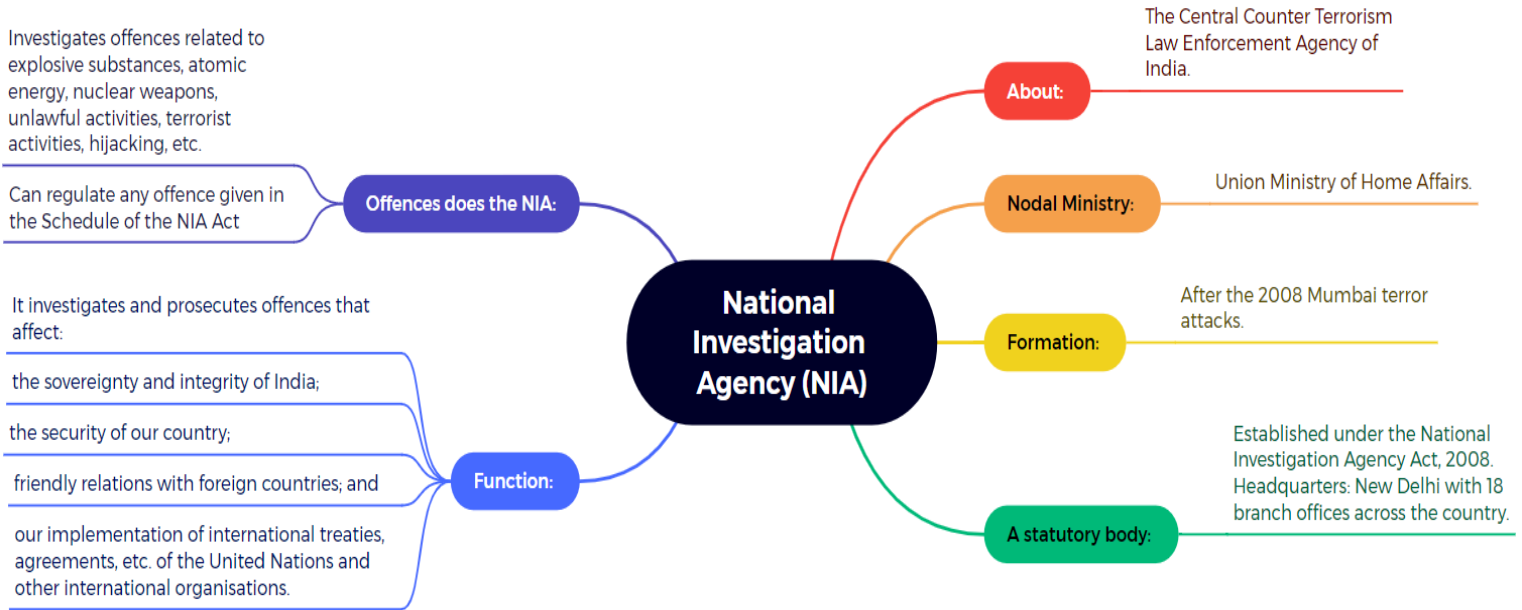 National
Investigation
Agency (NIA)
About:
The Central Counter Terrorism
Law Enforcement Agency of
India.
Nodal Ministry:
Union Ministry of Home Affairs.
Formation:
After the 2008 Mumbai terror
attacks.
A statutory body:
Established under the National
Investigation Agency Act, 2008.
Headquarters: New Delhi with 18
branch offices across the country.
Offences does the NIA:
Investigates offences related to
explosive substances, atomic
energy, nuclear weapons,
unlawful activities, terrorist
activities, hijacking, etc.
Can regulate any offence given in
the Schedule of the NIA Act
Function:
It investigates and prosecutes offences that
affect:
the sovereignty and integrity of India;
the security of our country;
friendly relations with foreign countries; and
our implementation of international treaties,
agreements, etc. of the United Nations and
other international organisations.